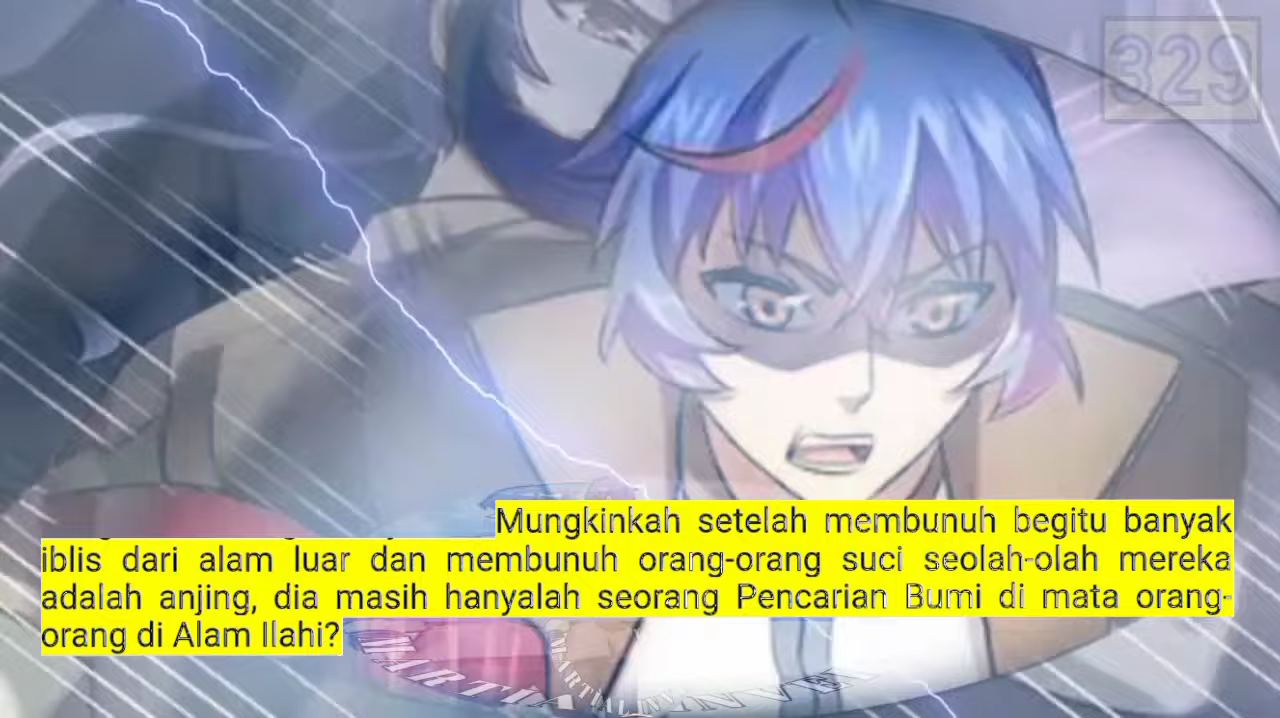 329
Mungkinkah setelah membunuh begitu banyak
iblis dari alam luar dan membunuh orang-orang suci seolah-olah mereka
adalah anjing, dia masih hanyalah seorang Pencarian Bumi di mata orang-
orang di Alam Ilahi?
MARTIAL